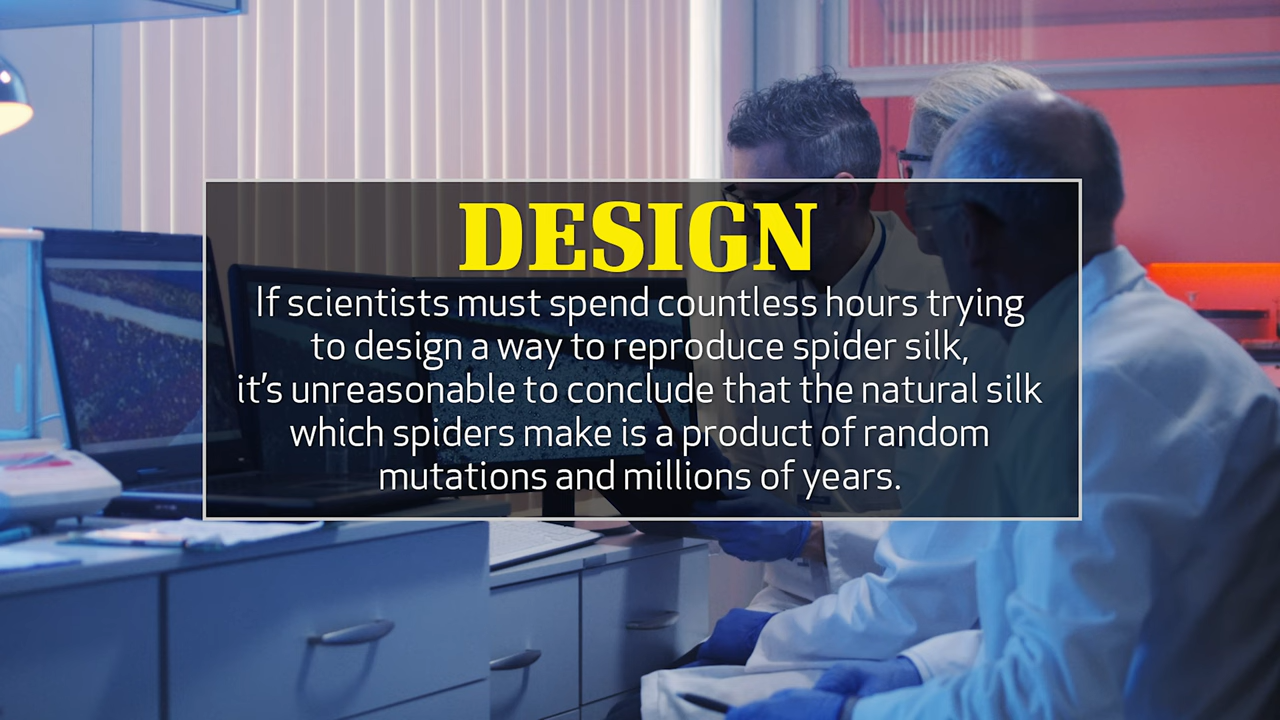 DESIGN
If scientists must spend countless hours trying
to design a way to reproduce spider silk,
it's unreasonable to conclude that the natural silk
which spiders make is a product of random
mutations and millions of years.